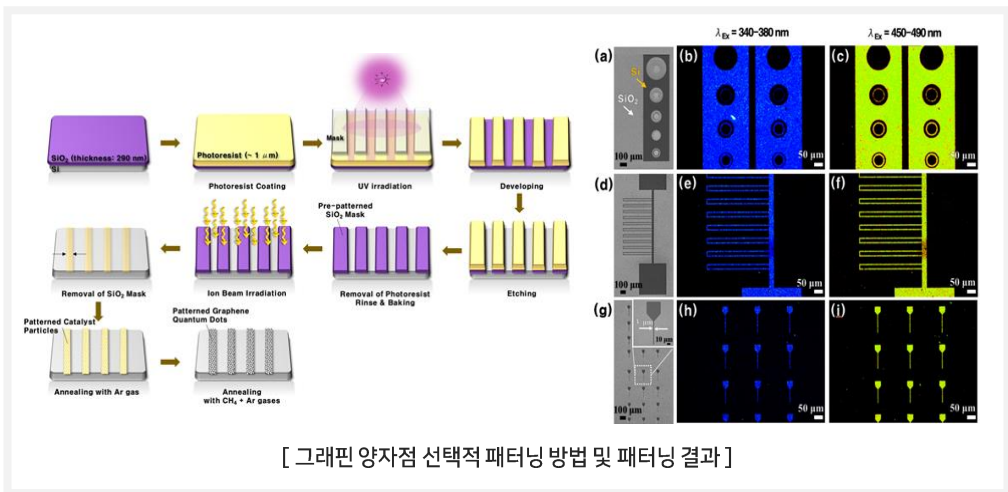 SiO₂ (thickness: 290 nm)
Si
Photoresist (~ 1 μm)
Photoresist Coating
Mask
UV irradiation
Developing
Pre-patterned
SiO₂ Mask
Removal of SiO₂ Mask
Ion Beam Irradiation
Removal of Photoresist
Rinse & Baking
Etching
Patterned Catalyst
Particles
Patterned Graphene
Quantum Dots
Annealing with Ar gas
Annealing
with CH₄ + Ar gases
λEx = 340-380 nm
λEx = 450-490 nm
(a)
Si
SiO₂
100 μm
(b)
50 μm
(c)
50 μm
(d)
100 μm
(e)
50 μm
(f)
50 μm
(g)
1 μm
10 μm
100 μm
(h)
50 μm
(i)
50 μm
[ 그래핀 양자점 선택적 패터닝 방법 및 패터닝 결과 ]